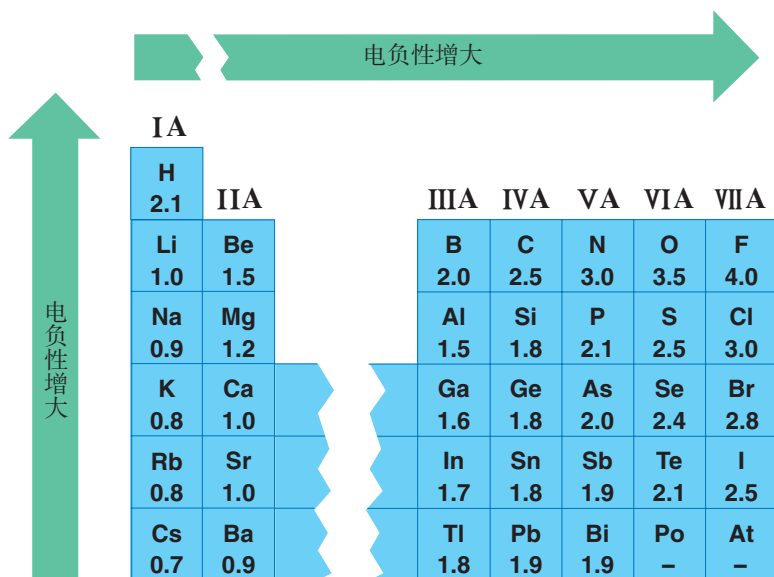 电负性增大
电负性增大
ⅠA
ⅡA ⅢA ⅣA ⅤA ⅥA ⅦA
H
2.1
Li Be B C N O F
1.0 1.5 2.0 2.5 3.0 3.5 4.0
Na Mg Al Si P S Cl
0.9 1.2 1.5 1.8 2.1 2.5 3.0
K Ca Ga Ge As Se Br
0.8 1.0 1.6 1.8 2.0 2.4 2.8
Rb Sr In Sn Sb Te I
0.8 1.0 1.7 1.8 1.9 2.1 2.5
Cs Ba Tl Pb Bi Po At
0.7 0.9 1.8 1.9 1.9 – –